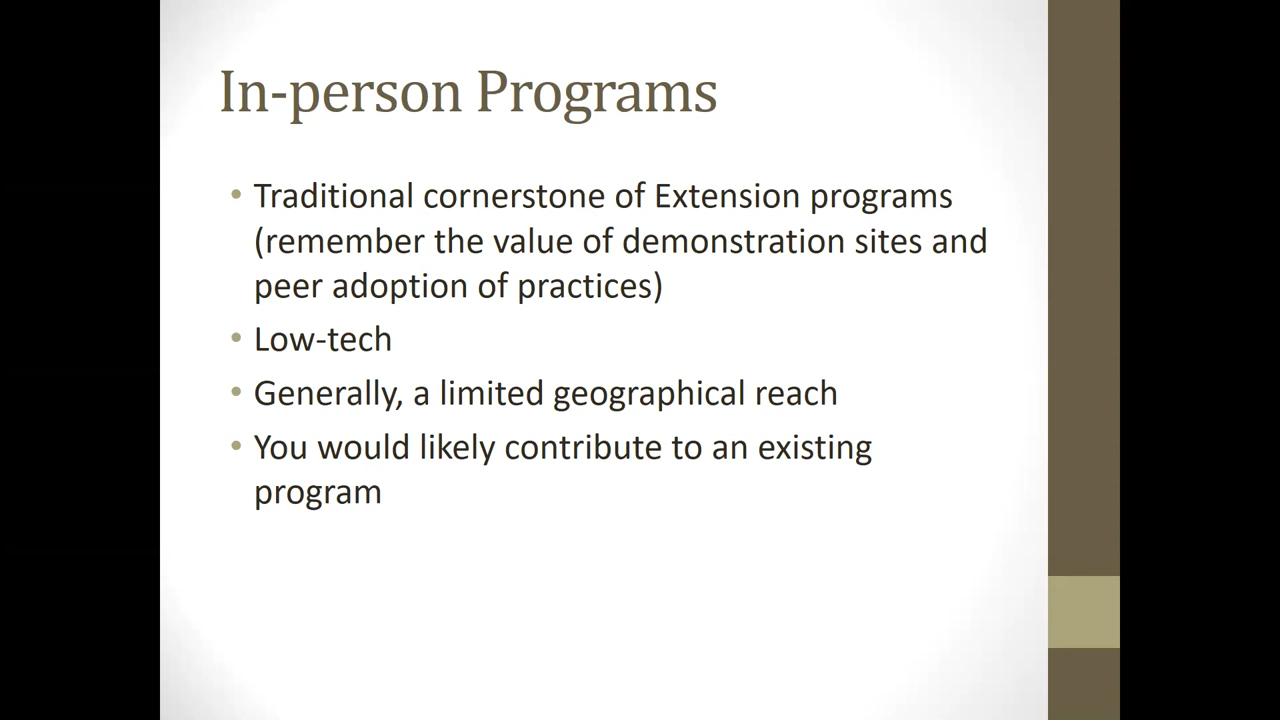 In-person Programs
• Traditional cornerstone of Extension programs
(remember the value of demonstration sites and
peer adoption of practices)
• Low-tech
• Generally, a limited geographical reach
• You would likely contribute to an existing
program